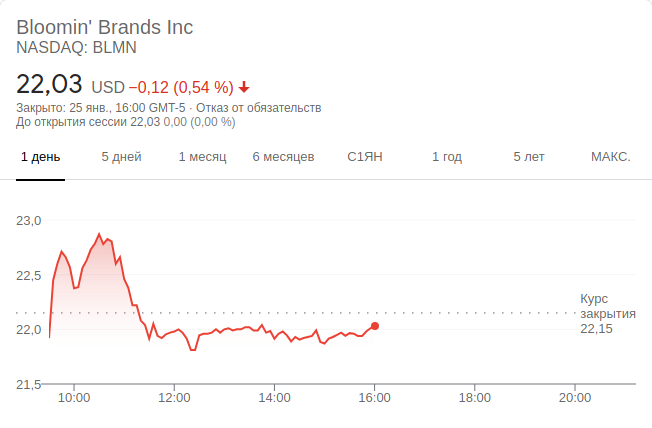 Bloomin' Brands Inc
NASDAQ: BLMN
22,03 USD −0,12 (0,54 %)
Закрыто: 25 янв., 16:00 GMT-5 · Отказ от обязательств
До открытия сессии 22,03 0,00 (0,00 %)
1 день 5 дней 1 месяц 6 месяцев С1ЯН 1 год 5 лет МАКС.
23,0
22,5
Курс
закрытия
22,15
22,0
21,5
10:00 12:00 14:00 16:00 18:00 20:00